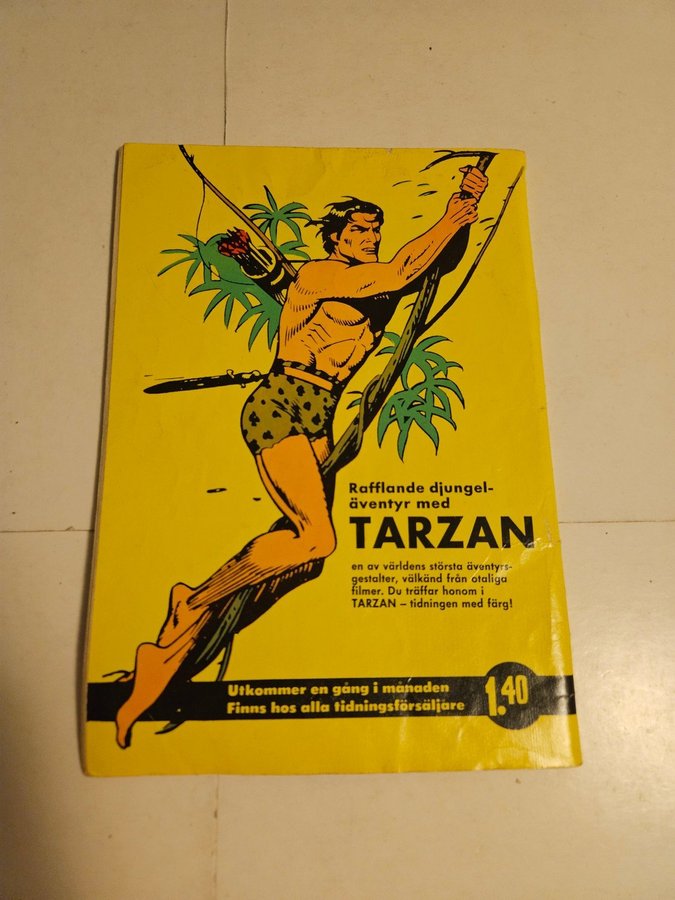 Rafflande djungel-
äventyr med
TARZAN
en av världens största äventyrs-
gestalter, välkänd från otaliga
filmer. Du träffar honom i
TARZAN – tidningen med färg!
Utkommer en gång i månaden
Finns hos alla tidningsförsäljare
1.40